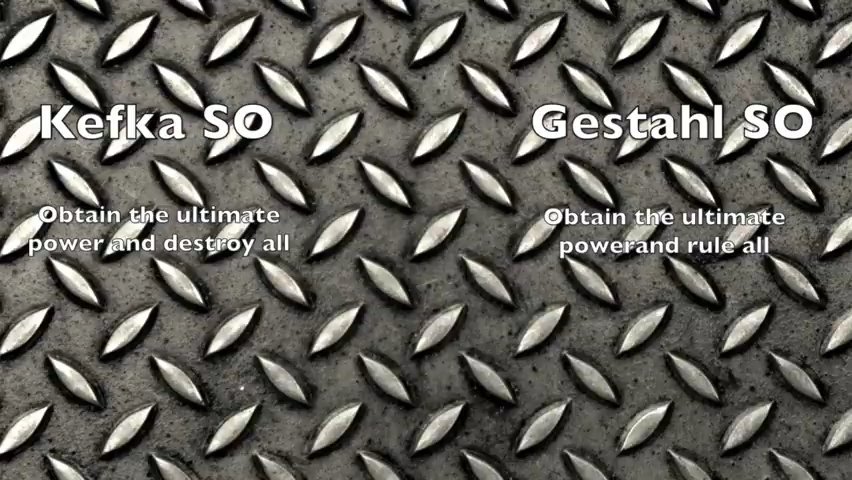 Kefka SO
Obtain the ultimate
power and destroy all
Gestahl SO
Obtain the ultimate
powerand rule all